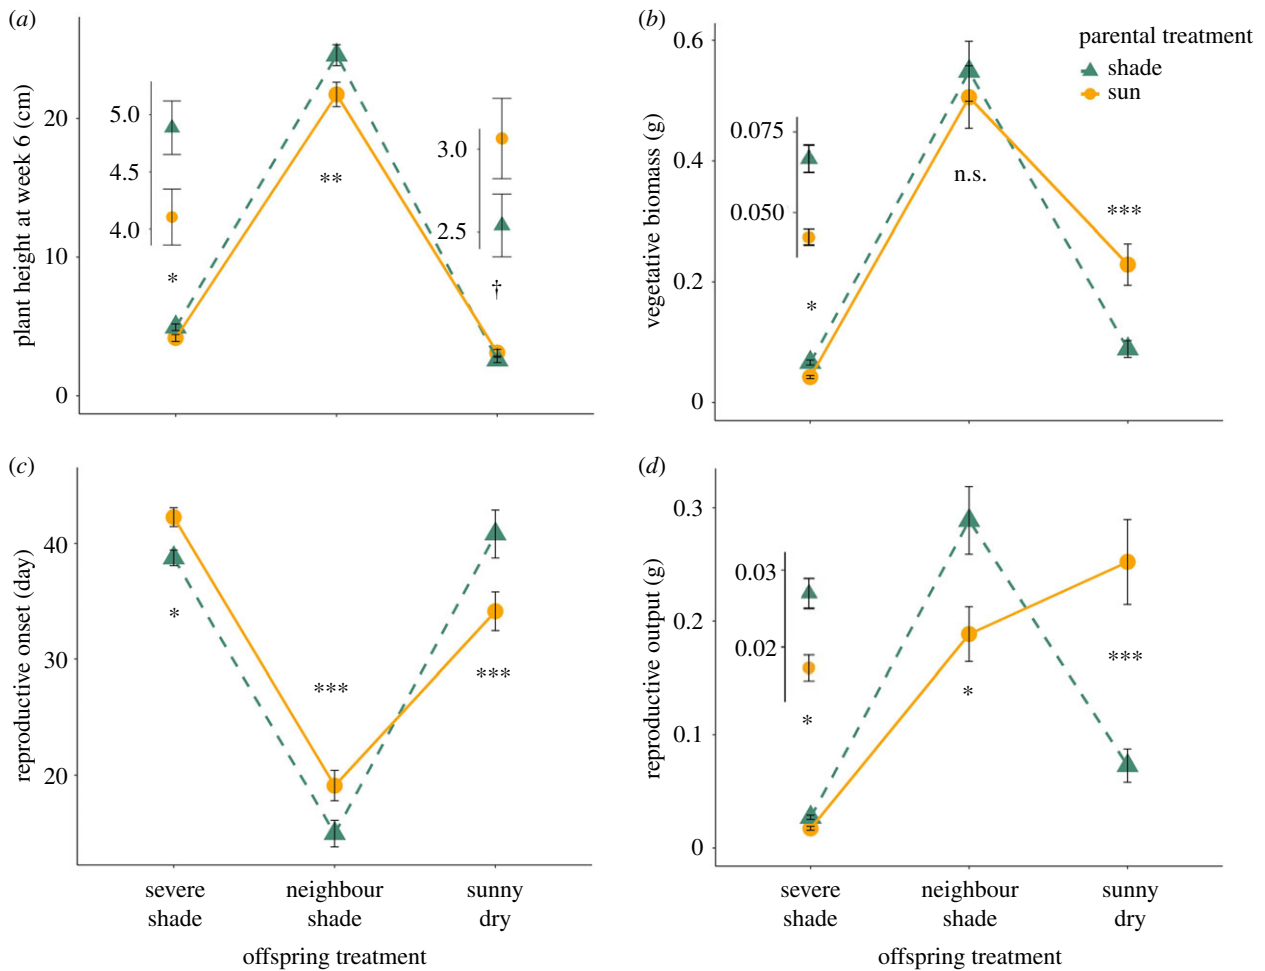 (a)
plant height at week 6 (cm)
20
10
0
5.0
4.5
4.0
*
**
3.0
2.5
†
(b)
vegetative biomass (g)
0.6
0.4
0.2
0
0.075
0.050
*
n.s.
***
parental treatment
shade
sun
(c)
reproductive onset (day)
40
30
20
*
***
***
severe
shade
neighbour
shade
sunny
dry
offspring treatment
(d)
reproductive output (g)
0.3
0.2
0.1
0
0.03
0.02
*
*
***
severe
shade
neighbour
shade
sunny
dry
offspring treatment